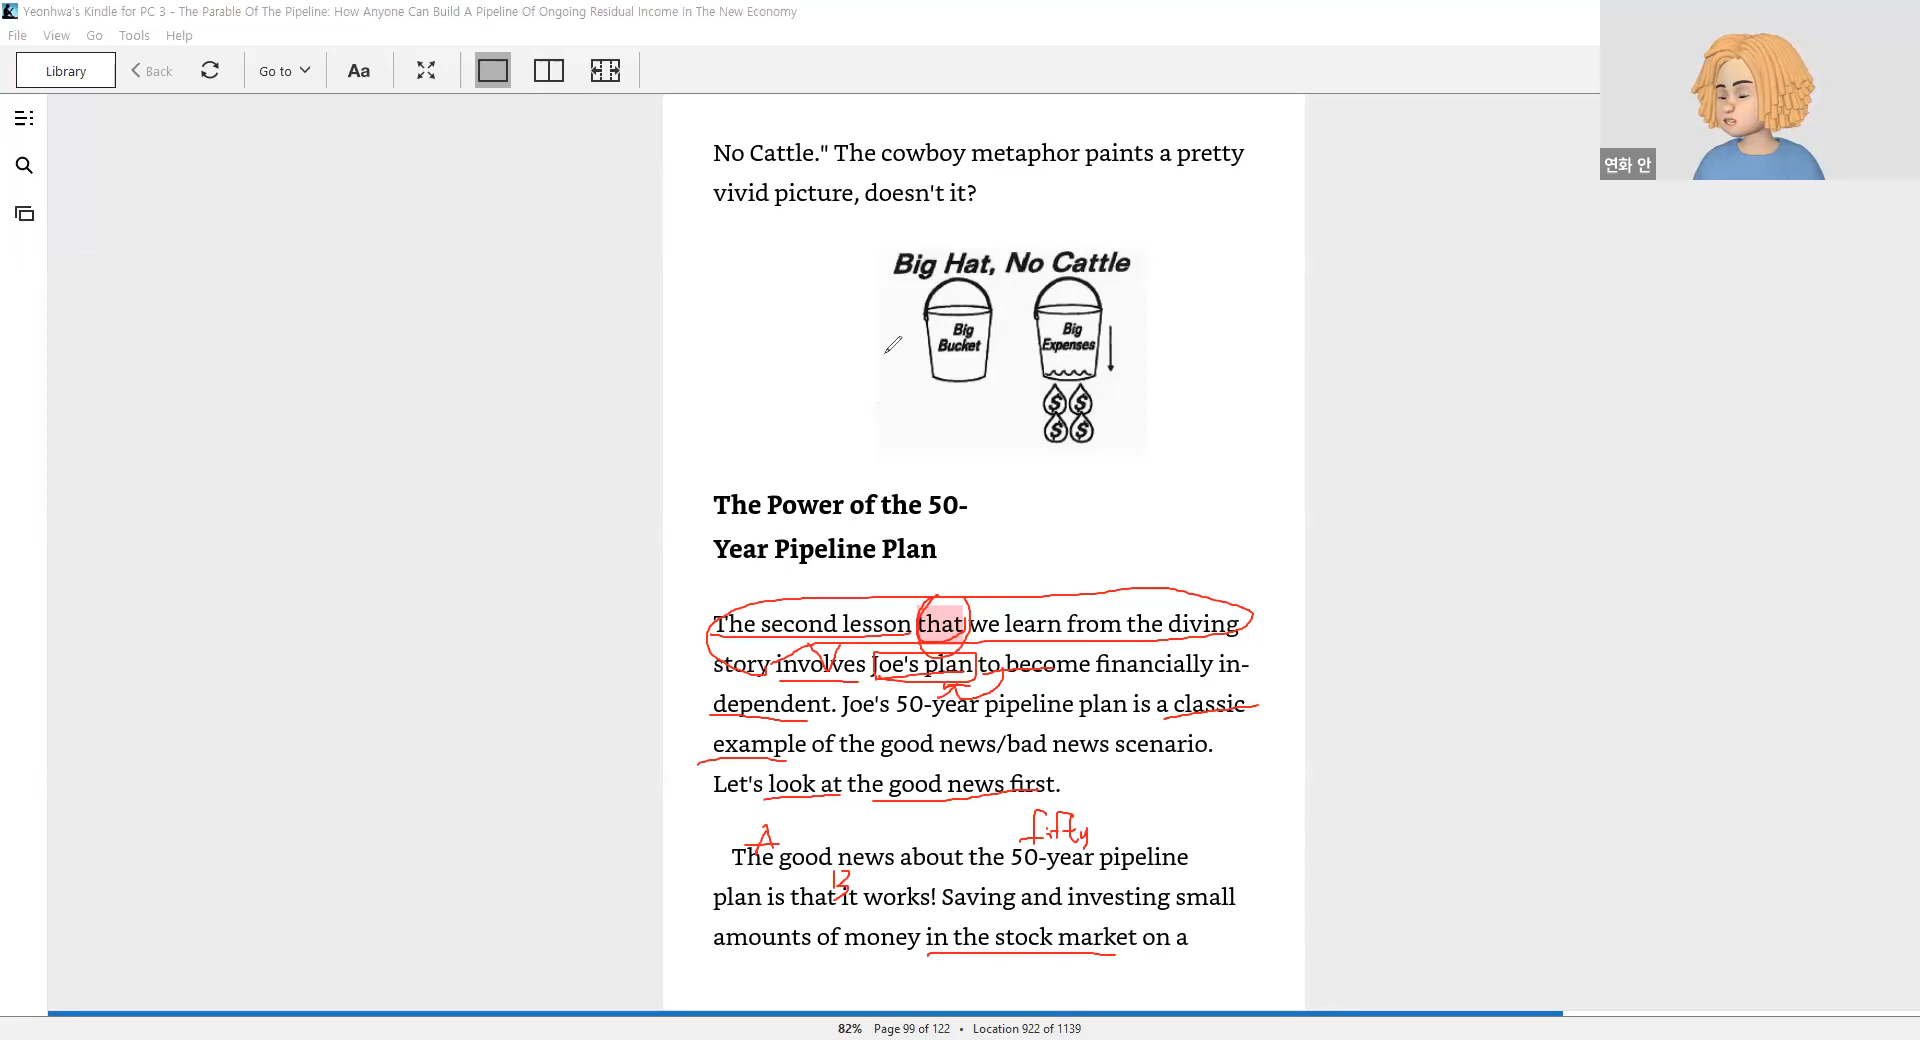 Yeonhwa's Kindle for PC 3 - The Parable Of The Pipeline: How Anyone Can Build A Pipeline Of Ongoing Residual Income In The New Economy
File View Go Tools Help
Library Back Go to Aa
연화 안
No Cattle." The cowboy metaphor paints a pretty
vivid picture, doesn't it?
Big Hat, No Cattle
Big Bucket
Big Expenses
$ $
$ $
The Power of the 50-
Year Pipeline Plan
The second lesson that we learn from the diving
V
story involves Joe's plan to become financially in-
dependent. Joe's 50-year pipeline plan is a classic
example of the good news/bad news scenario.
Let's look at the good news first.
A fifty
The good news about the 50-year pipeline
B
plan is that it works! Saving and investing small
amounts of money in the stock market on a
82% Page 99 of 122 • Location 922 of 1139